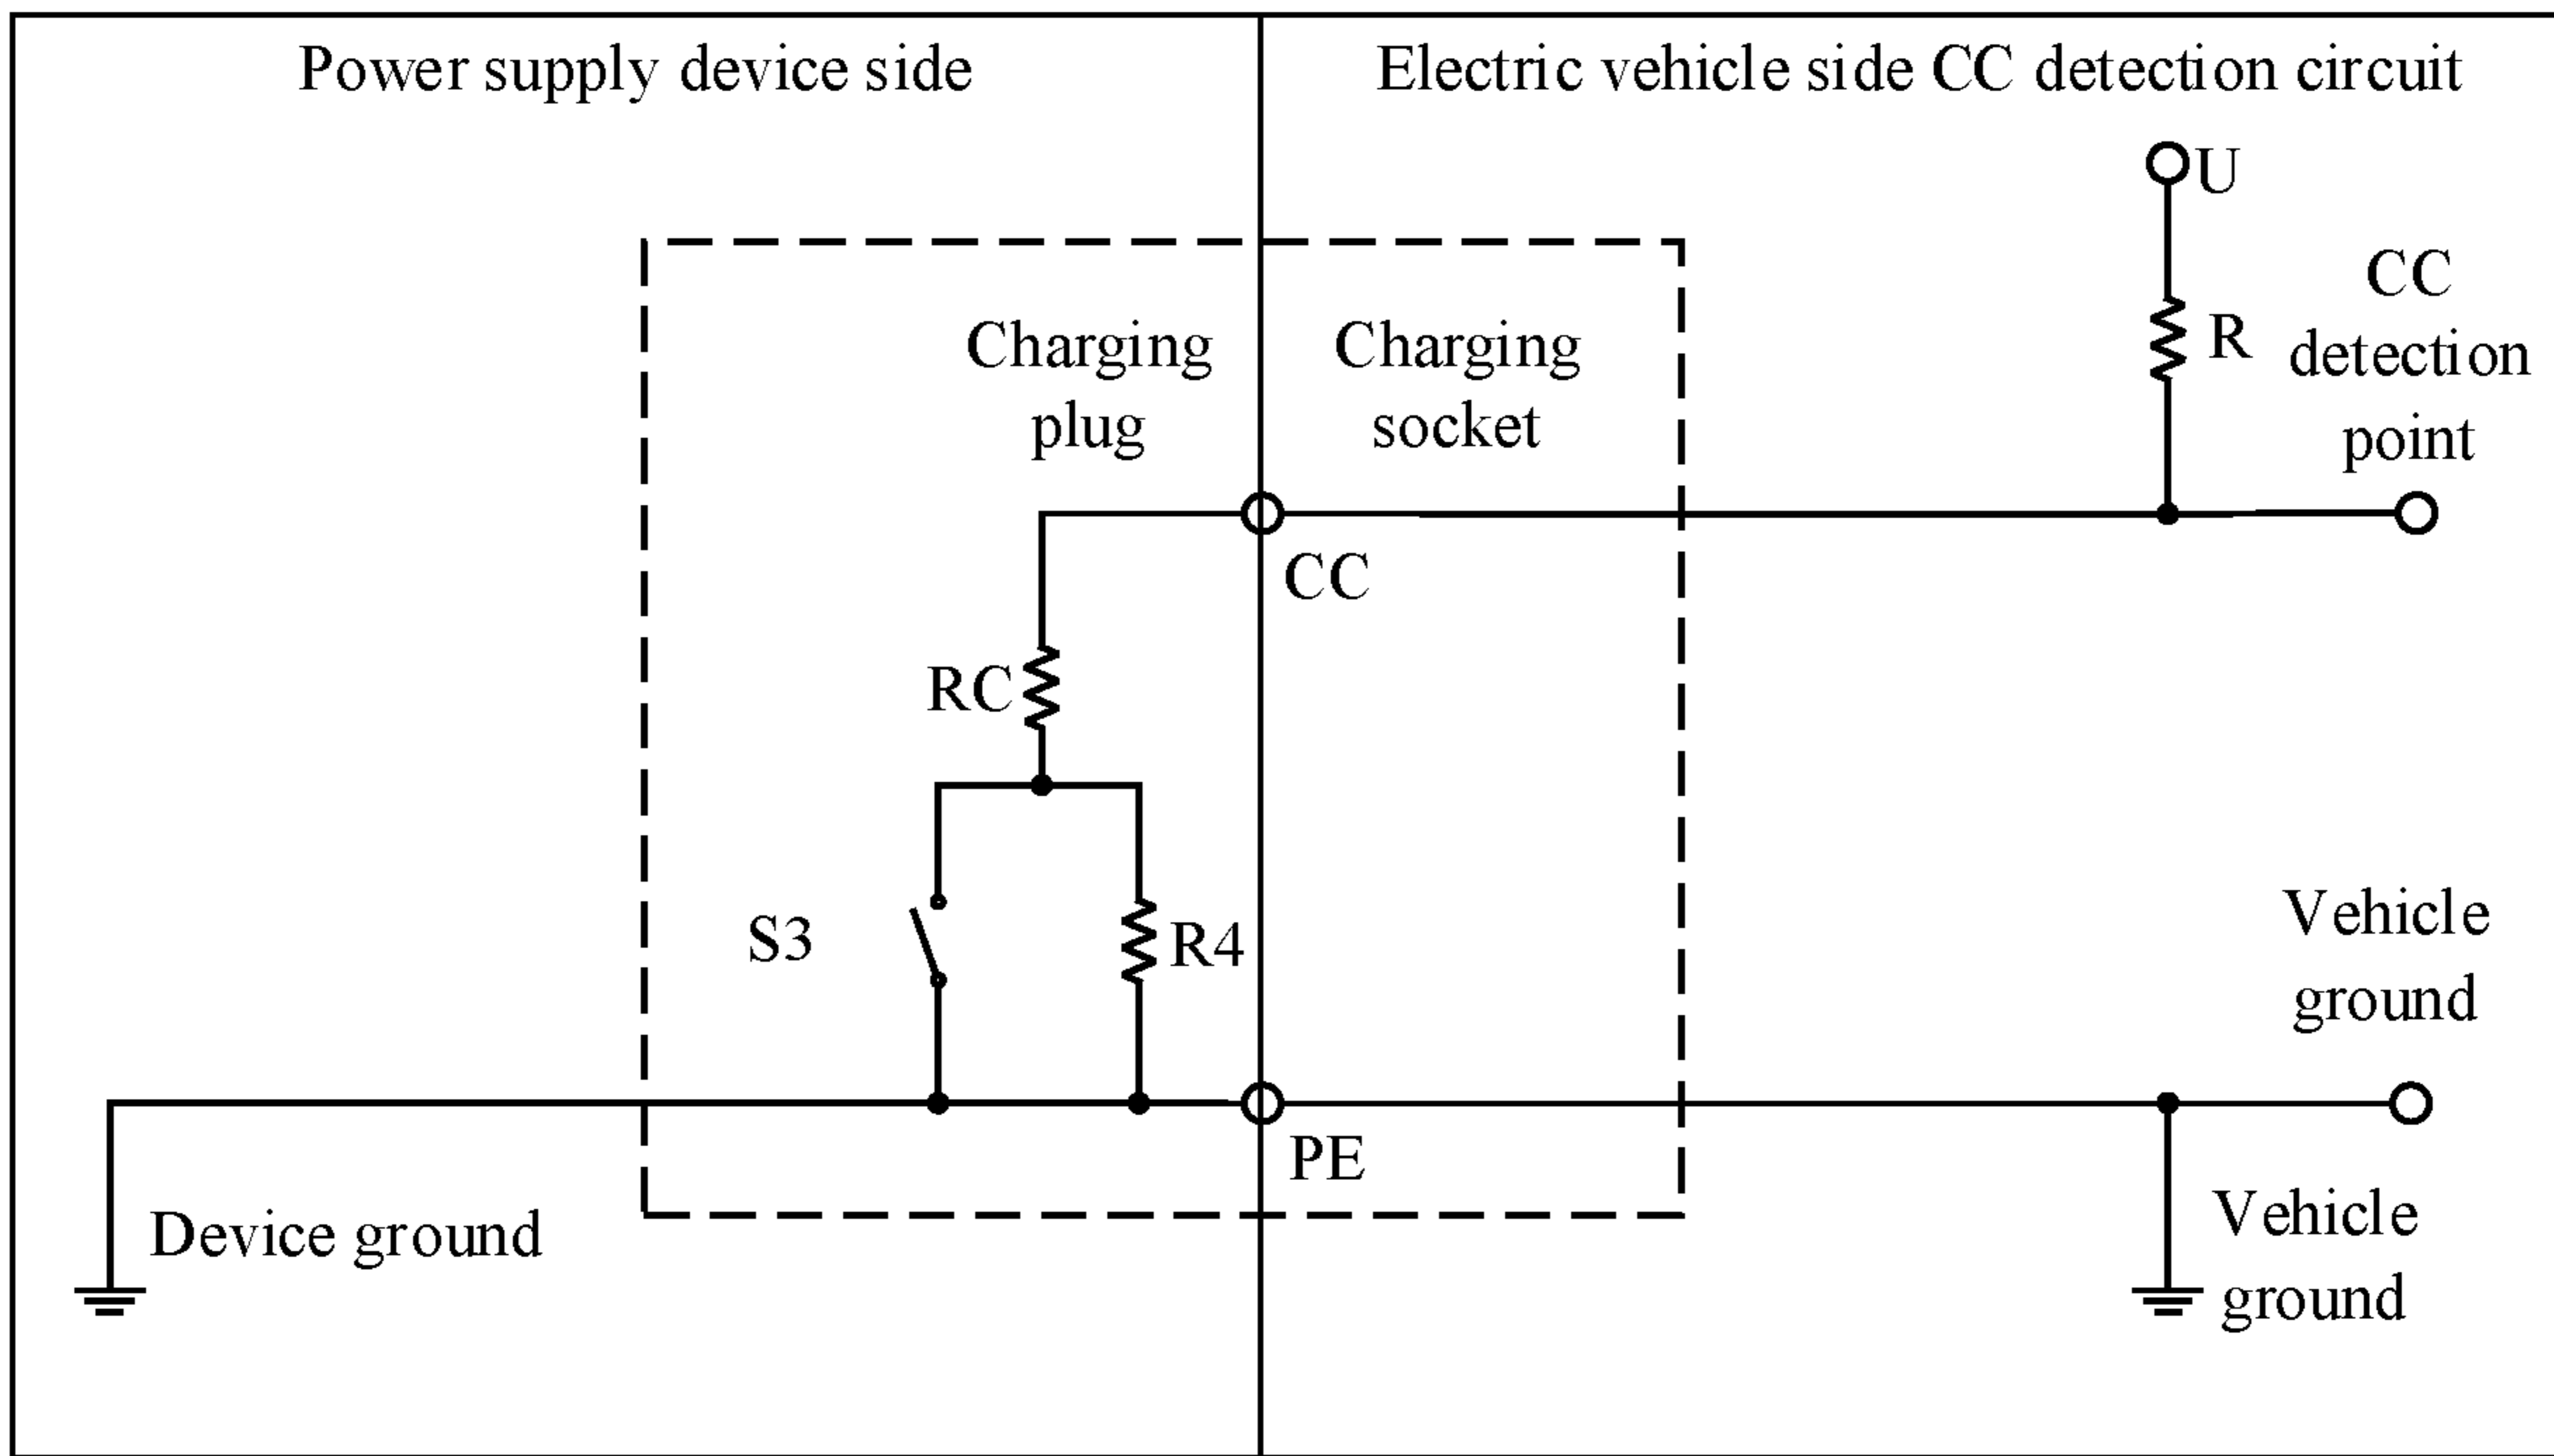 Power supply device side
Electric vehicle side CC detection circuit
U
CC
detection
point
R
Charging
plug
Charging
socket
CC
RC
S3
R4
Vehicle
ground
PE
Device ground
Vehicle
ground